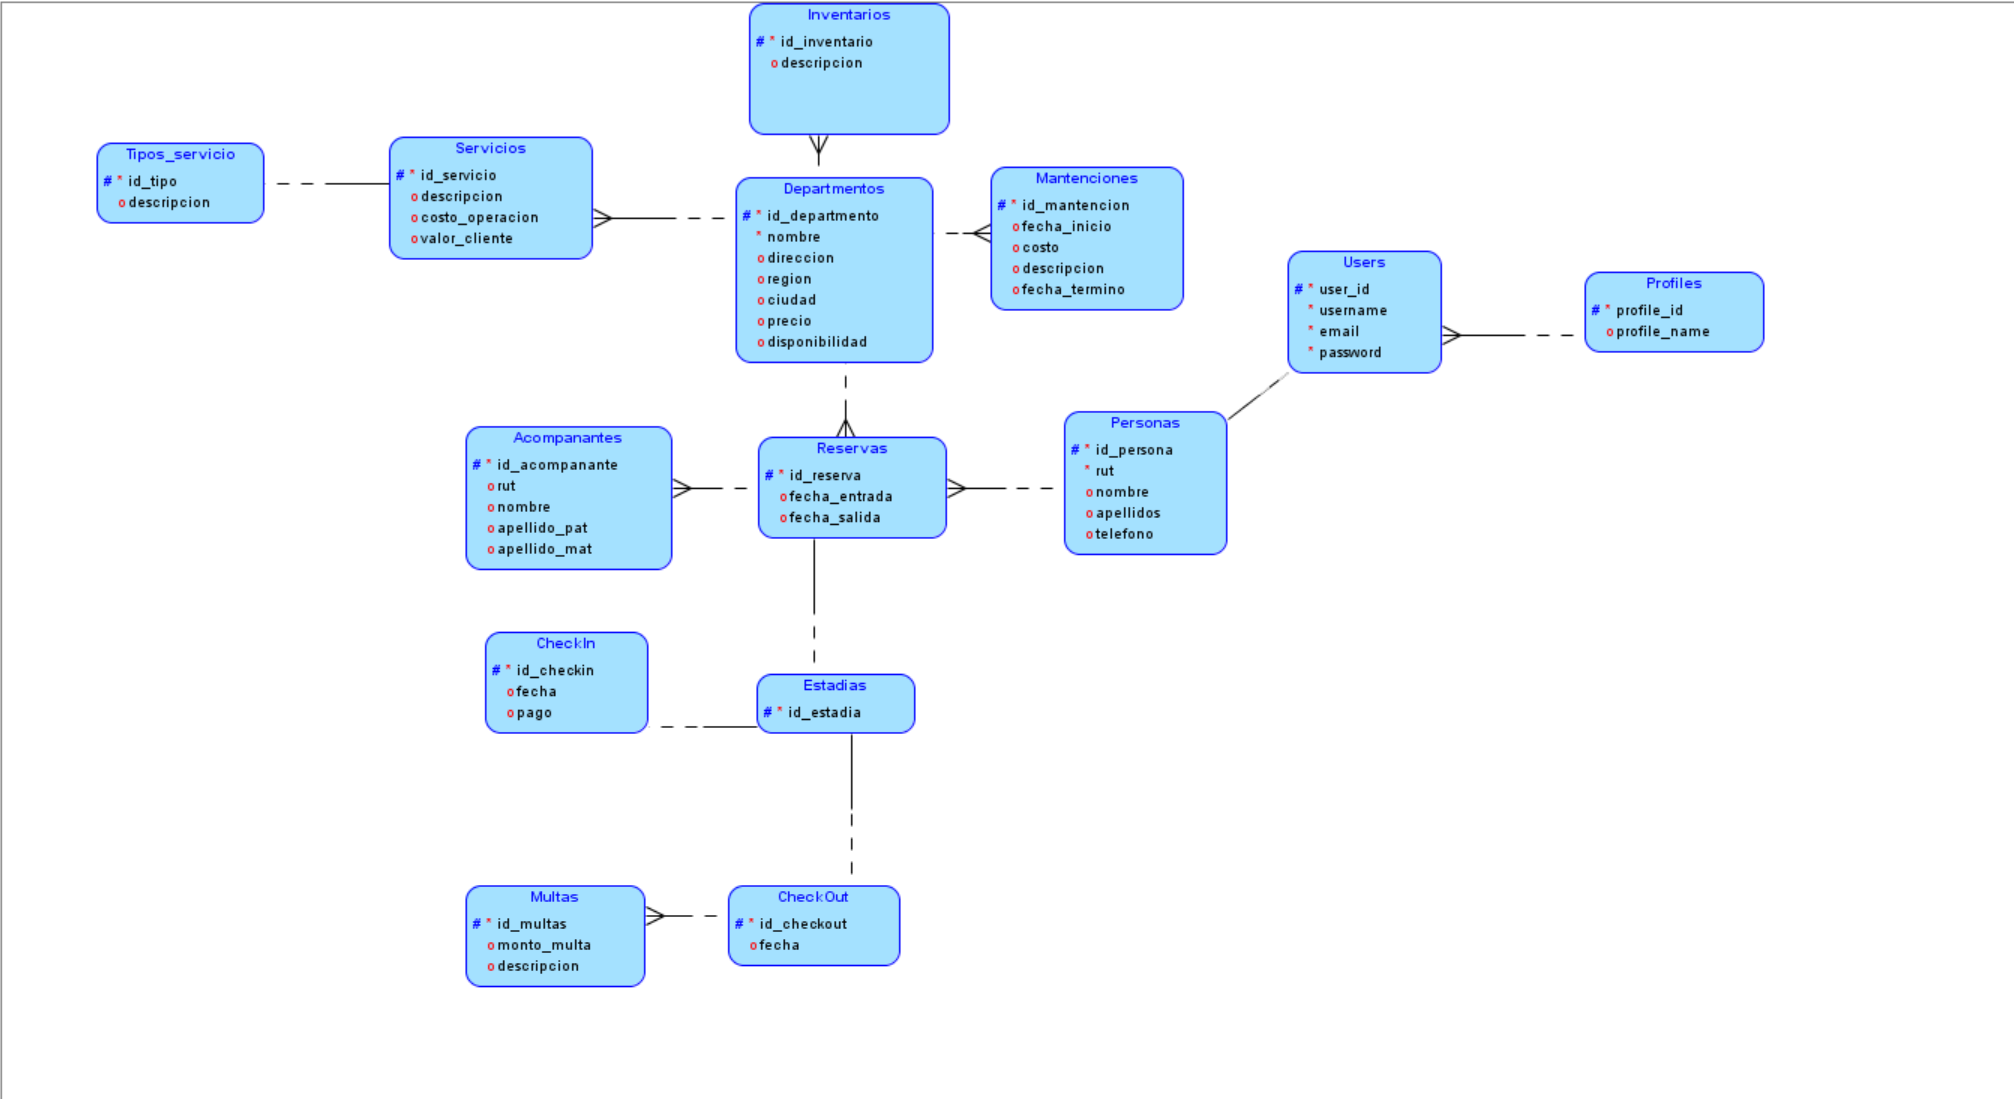 Inventarios
# * id_inventario
o descripcion
Tipos_servicio
# * id_tipo
o descripcion
Servicios
# * id_servicio
o descripcion
o costo_operacion
o valor_cliente
Departmentos
# * id_departmento
* nombre
o direccion
o region
o ciudad
o precio
o disponibilidad
Mantenciones
# * id_mantencion
o fecha_inicio
o costo
o descripcion
o fecha_termino
Users
# * user_id
* username
* email
* password
Profiles
# * profile_id
o profile_name
Acompanantes
# * id_acompanante
o rut
o nombre
o apellido_pat
o apellido_mat
Reservas
# * id_reserva
o fecha_entrada
o fecha_salida
Personas
# * id_persona
* rut
o nombre
o apellidos
o telefono
CheckIn
# * id_checkin
o fecha
o pago
Estadias
# * id_estadia
Multas
# * id_multas
o monto_multa
o descripcion
CheckOut
# * id_checkout
o fecha